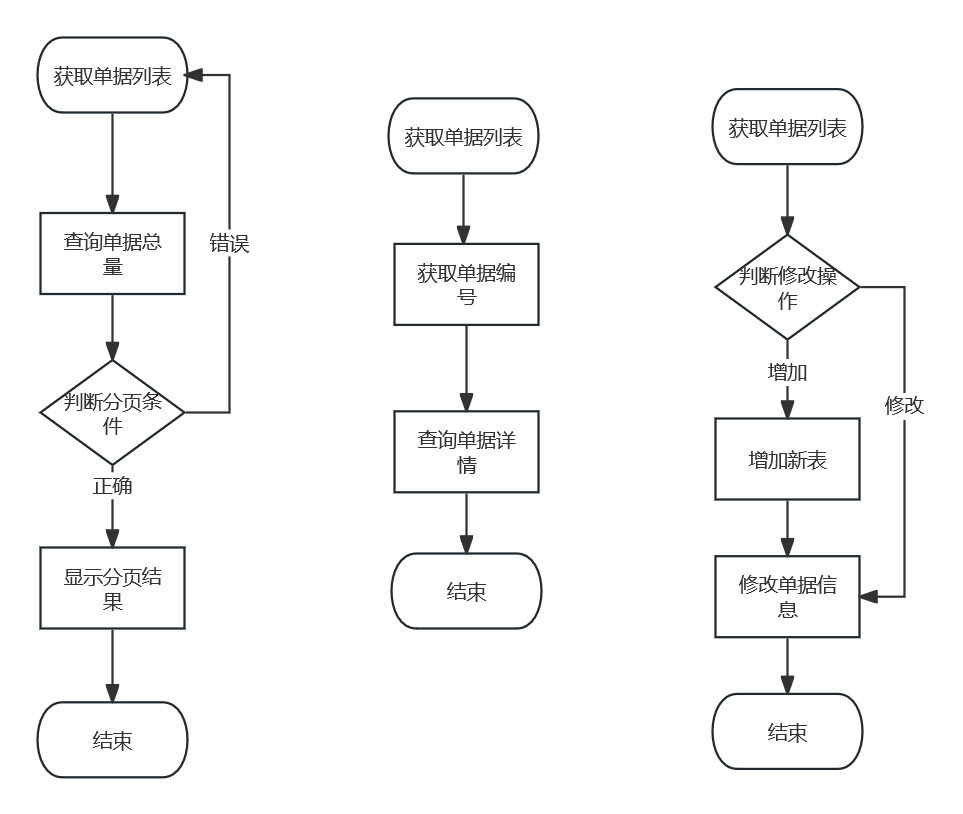 获取单据列表
查询单据总
量
错误
判断分页条
件
正确
显示分页结
果
结束
获取单据列表
获取单据编
号
查询单据详
情
结束
获取单据列表
判断修改操
作
增加
修改
增加新表
修改单据信
息
结束